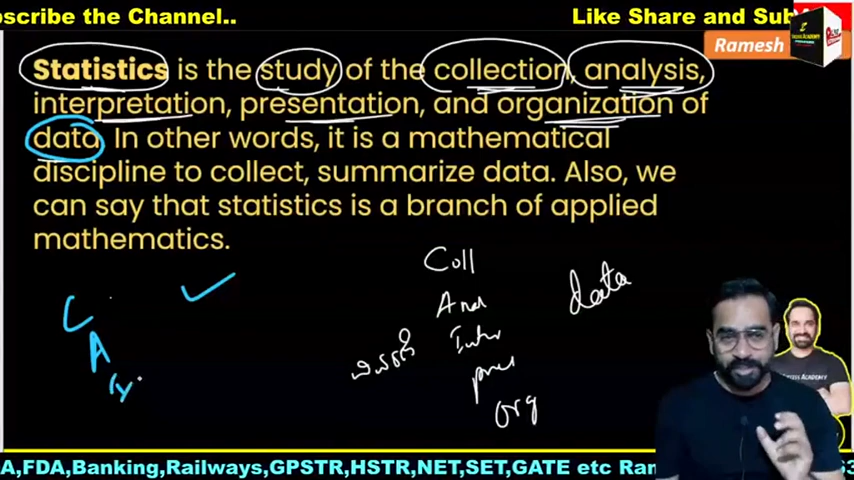 bscribe the Channel..
Like Share and Sub
Ramesh
Statistics is the study of the collection, analysis,
interpretation, presentation, and organization of
data. In other words, it is a mathematical
discipline to collect, summarize data. Also, we
can say that statistics is a branch of applied
mathematics.
Coll
data
C
A
Ana
Inter
pres
Org
A,FDA,Banking,Railways,GPSTR,HSTR,NET,SET,GATE etc Ram